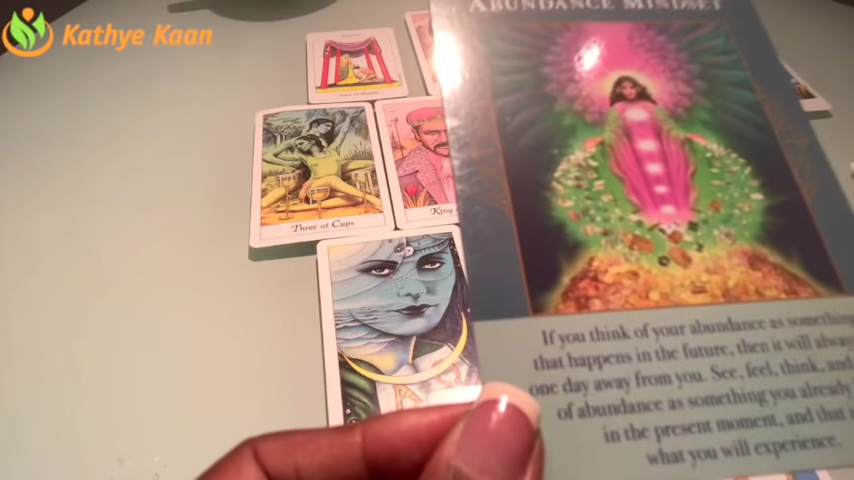 Kathye Kaan
ABUNDANCE MINDSET
Three of Cups
King
If you think of your abundance as something
that happens in the future, then it will always
one day away from you. See, feel, think, and
of abundance as something you already
in the present moment, and that is
what you will experience.